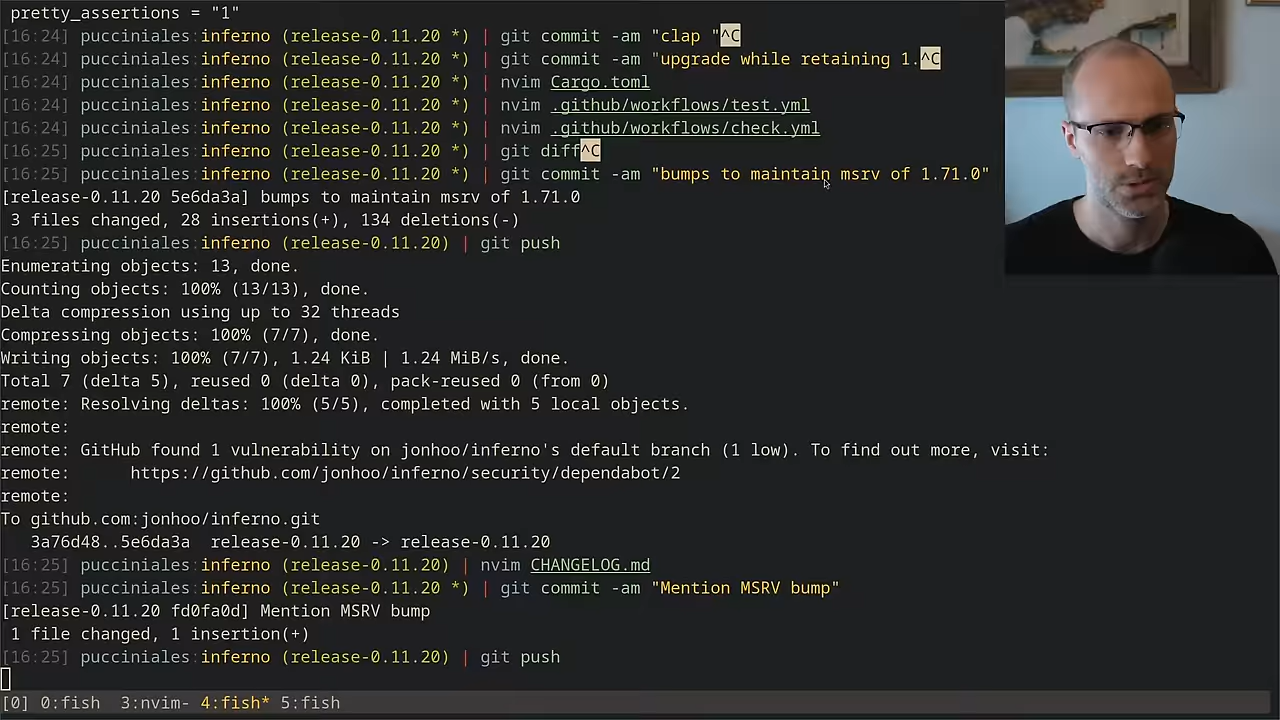 pretty_assertions = "1"
[16:24] pucciniales:inferno (release-0.11.20 *) | git commit -am "clap "^C
[16:24] pucciniales:inferno (release-0.11.20 *) | git commit -am "upgrade while retaining 1.^C
[16:24] pucciniales:inferno (release-0.11.20 *) | nvim Cargo.toml
[16:24] pucciniales:inferno (release-0.11.20 *) | nvim .github/workflows/test.yml
[16:24] pucciniales:inferno (release-0.11.20 *) | nvim .github/workflows/check.yml
[16:25] pucciniales:inferno (release-0.11.20 *) | git diff^C
[16:25] pucciniales:inferno (release-0.11.20 *) | git commit -am "bumps to maintain msrv of 1.71.0"
[release-0.11.20 5e6da3a] bumps to maintain msrv of 1.71.0
3 files changed, 28 insertions(+), 134 deletions(-)
[16:25] pucciniales:inferno (release-0.11.20) | git push
Enumerating objects: 13, done.
Counting objects: 100% (13/13), done.
Delta compression using up to 32 threads
Compressing objects: 100% (7/7), done.
Writing objects: 100% (7/7), 1.24 KiB | 1.24 MiB/s, done.
Total 7 (delta 5), reused 0 (delta 0), pack-reused 0 (from 0)
remote: Resolving deltas: 100% (5/5), completed with 5 local objects.
remote:
remote: GitHub found 1 vulnerability on jonhoo/inferno's default branch (1 low). To find out more, visit:
remote: https://github.com/jonhoo/inferno/security/dependabot/2
remote:
To github.com:jonhoo/inferno.git
3a76d48..5e6da3a release-0.11.20 -> release-0.11.20
[16:25] pucciniales:inferno (release-0.11.20) | nvim CHANGELOG.md
[16:25] pucciniales:inferno (release-0.11.20 *) | git commit -am "Mention MSRV bump"
[release-0.11.20 fd0fa0d] Mention MSRV bump
1 file changed, 1 insertion(+)
[16:25] pucciniales:inferno (release-0.11.20) | git push
[0] 0:fish 3:nvim- 4:fish* 5:fish